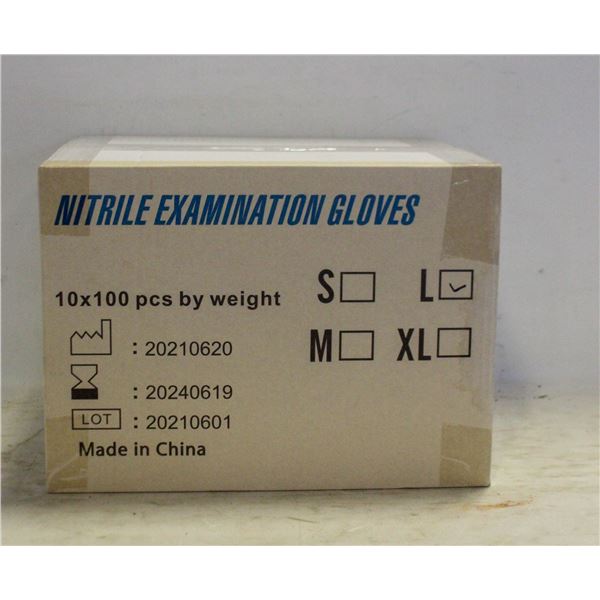 NITRILE EXAMINATION GLOVES
10x100 pcs by weight
S L
M XL
: 20210620
: 20240619
LOT : 20210601
Made in China